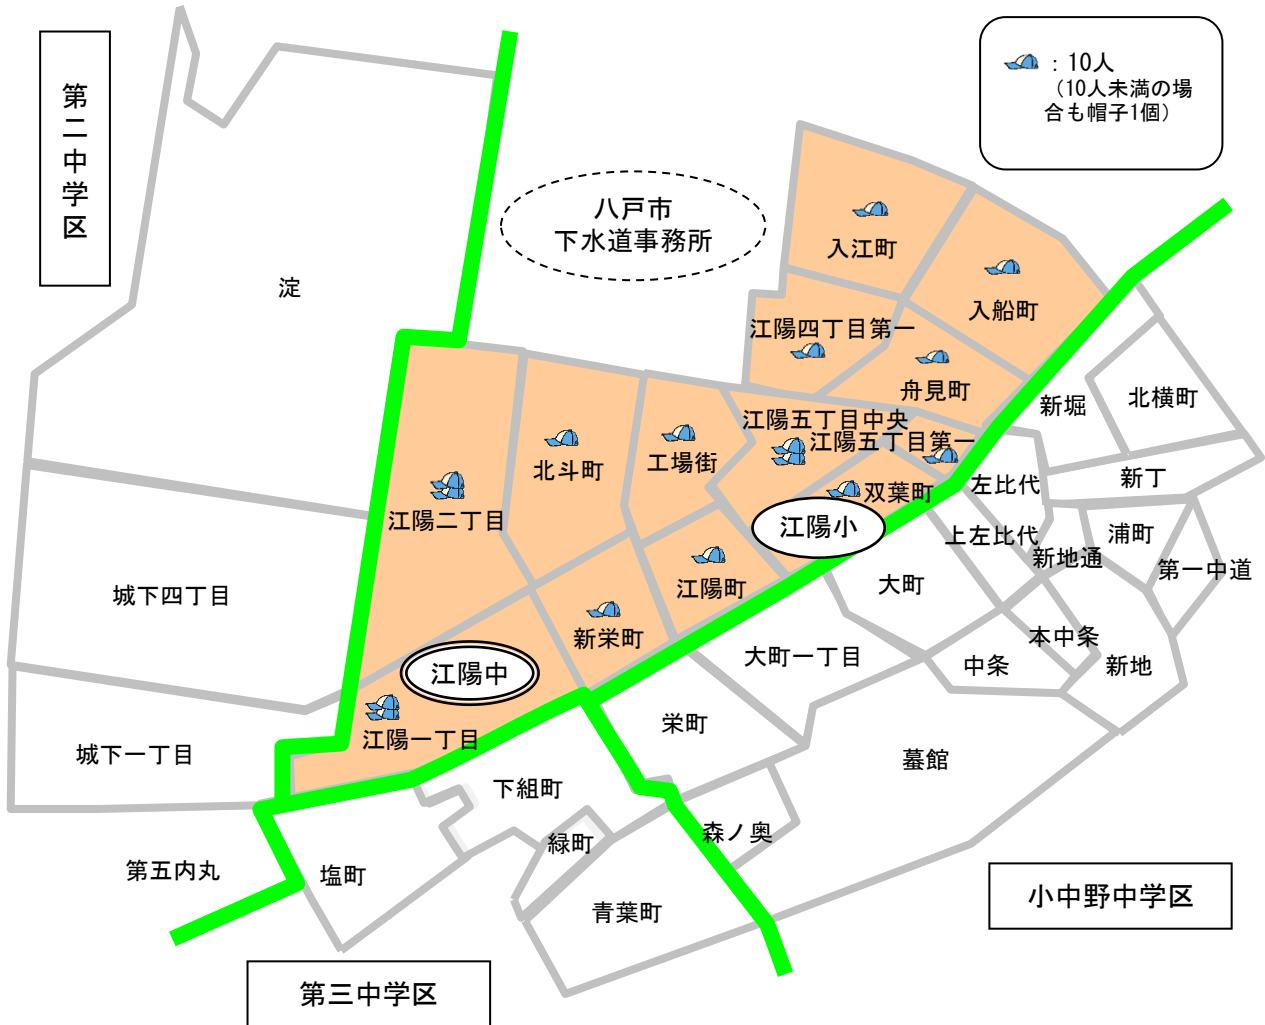 第二中学区
：10人
（10人未満の場
合も帽子1個）
八戸市
下水道事務所
淀
入江町
入船町
江陽四丁目第一
舟見町
新堀
北横町
江陽五丁目中央
江陽五丁目第一
北斗町
工場街
新丁
左比代
双葉町
江陽二丁目
江陽小
上左比代
浦町
新地通
第一中道
城下四丁目
江陽町
大町
新栄町
本中条
大町一丁目
中条
新地
江陽中
栄町
江陽一丁目
城下一丁目
蟇館
下組町
森ノ奥
緑町
第五内丸
塩町
青葉町
小中野中学区
第三中学区